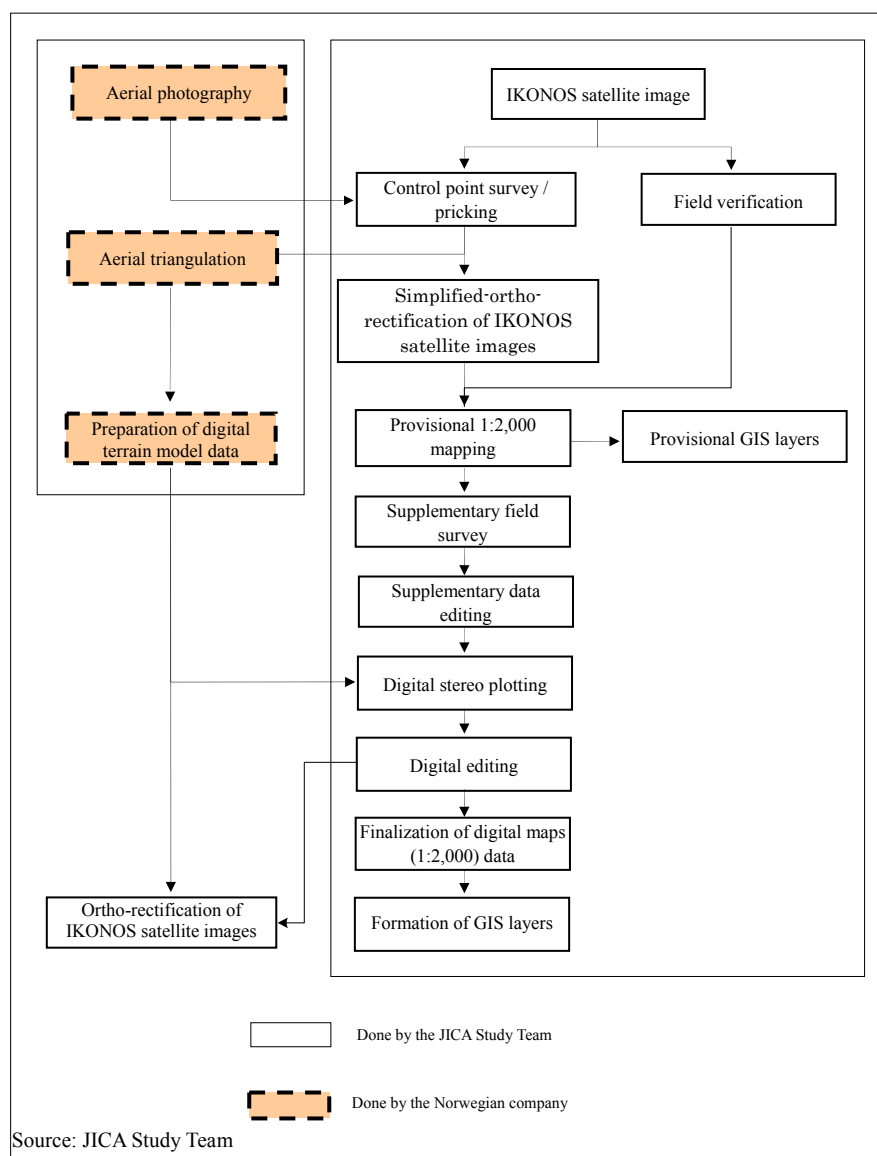 Aerial photography
IKONOS satellite image
Control point survey /
pricking
Field verification
Aerial triangulation
Simplified-ortho-
rectification of IKONOS
satellite images
Preparation of digital
terrain model data
Provisional 1:2,000
mapping
Provisional GIS layers
Supplementary field
survey
Supplementary data
editing
Digital stereo plotting
Digital editing
Finalization of digital maps
(1:2,000) data
Ortho-rectification of
IKONOS satellite images
Formation of GIS layers
Done by the JICA Study Team
Done by the Norwegian company
Source: JICA Study Team